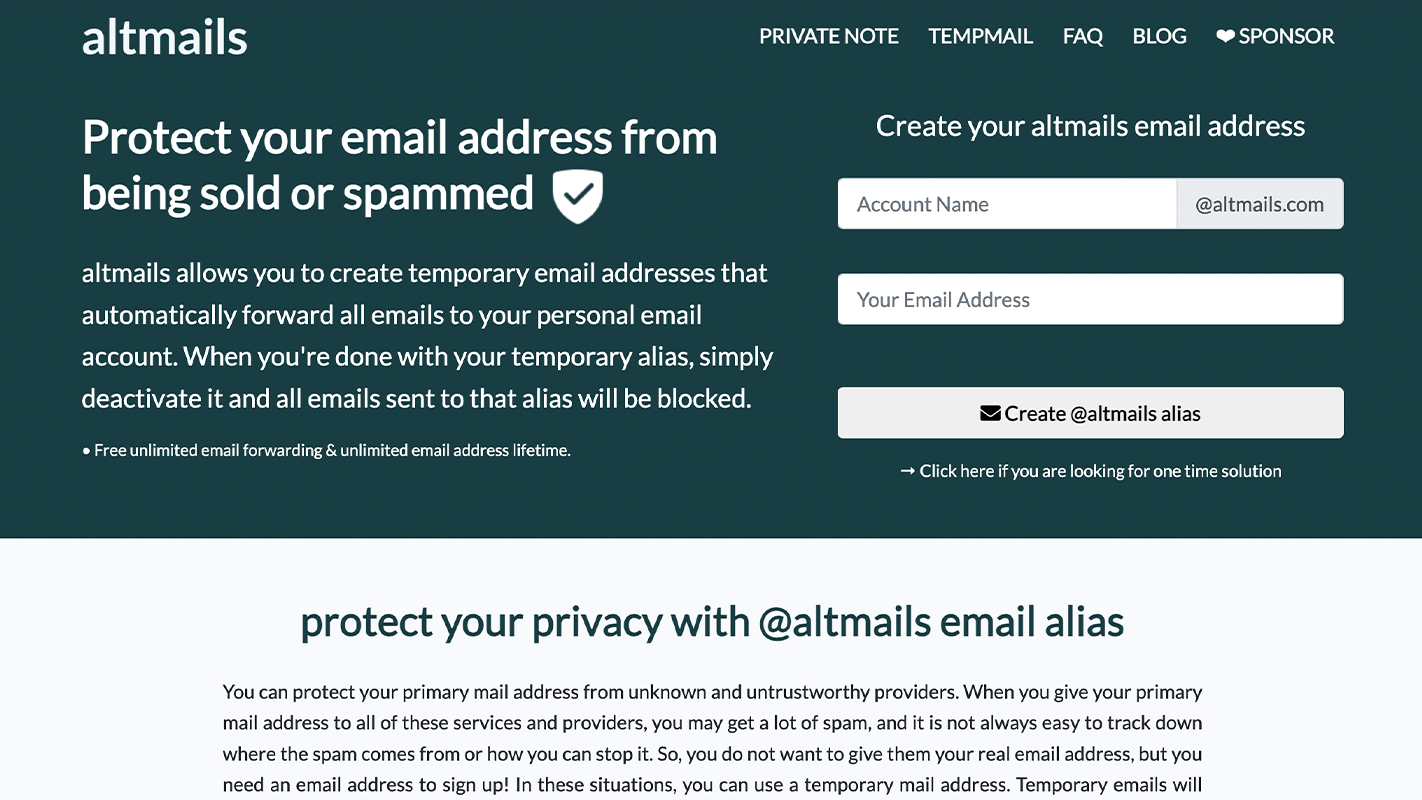 altmails
PRIVATE NOTE TEMPMAIL FAQ BLOG ❤ SPONSOR
Protect your email address from
being sold or spammed
altmails allows you to create temporary email addresses that
automatically forward all emails to your personal email
account. When you're done with your temporary alias, simply
deactivate it and all emails sent to that alias will be blocked.
• Free unlimited email forwarding & unlimited email address lifetime.
Create your altmails email address
Account Name @altmails.com
Your Email Address
Create @altmails alias
→ Click here if you are looking for one time solution
protect your privacy with @altmails email alias
You can protect your primary mail address from unknown and untrustworthy providers. When you give your primary
mail address to all of these services and providers, you may get a lot of spam, and it is not always easy to track down
where the spam comes from or how you can stop it. So, you do not want to give them your real email address, but you
need an email address to sign up! In these situations, you can use a temporary mail address. Temporary emails will